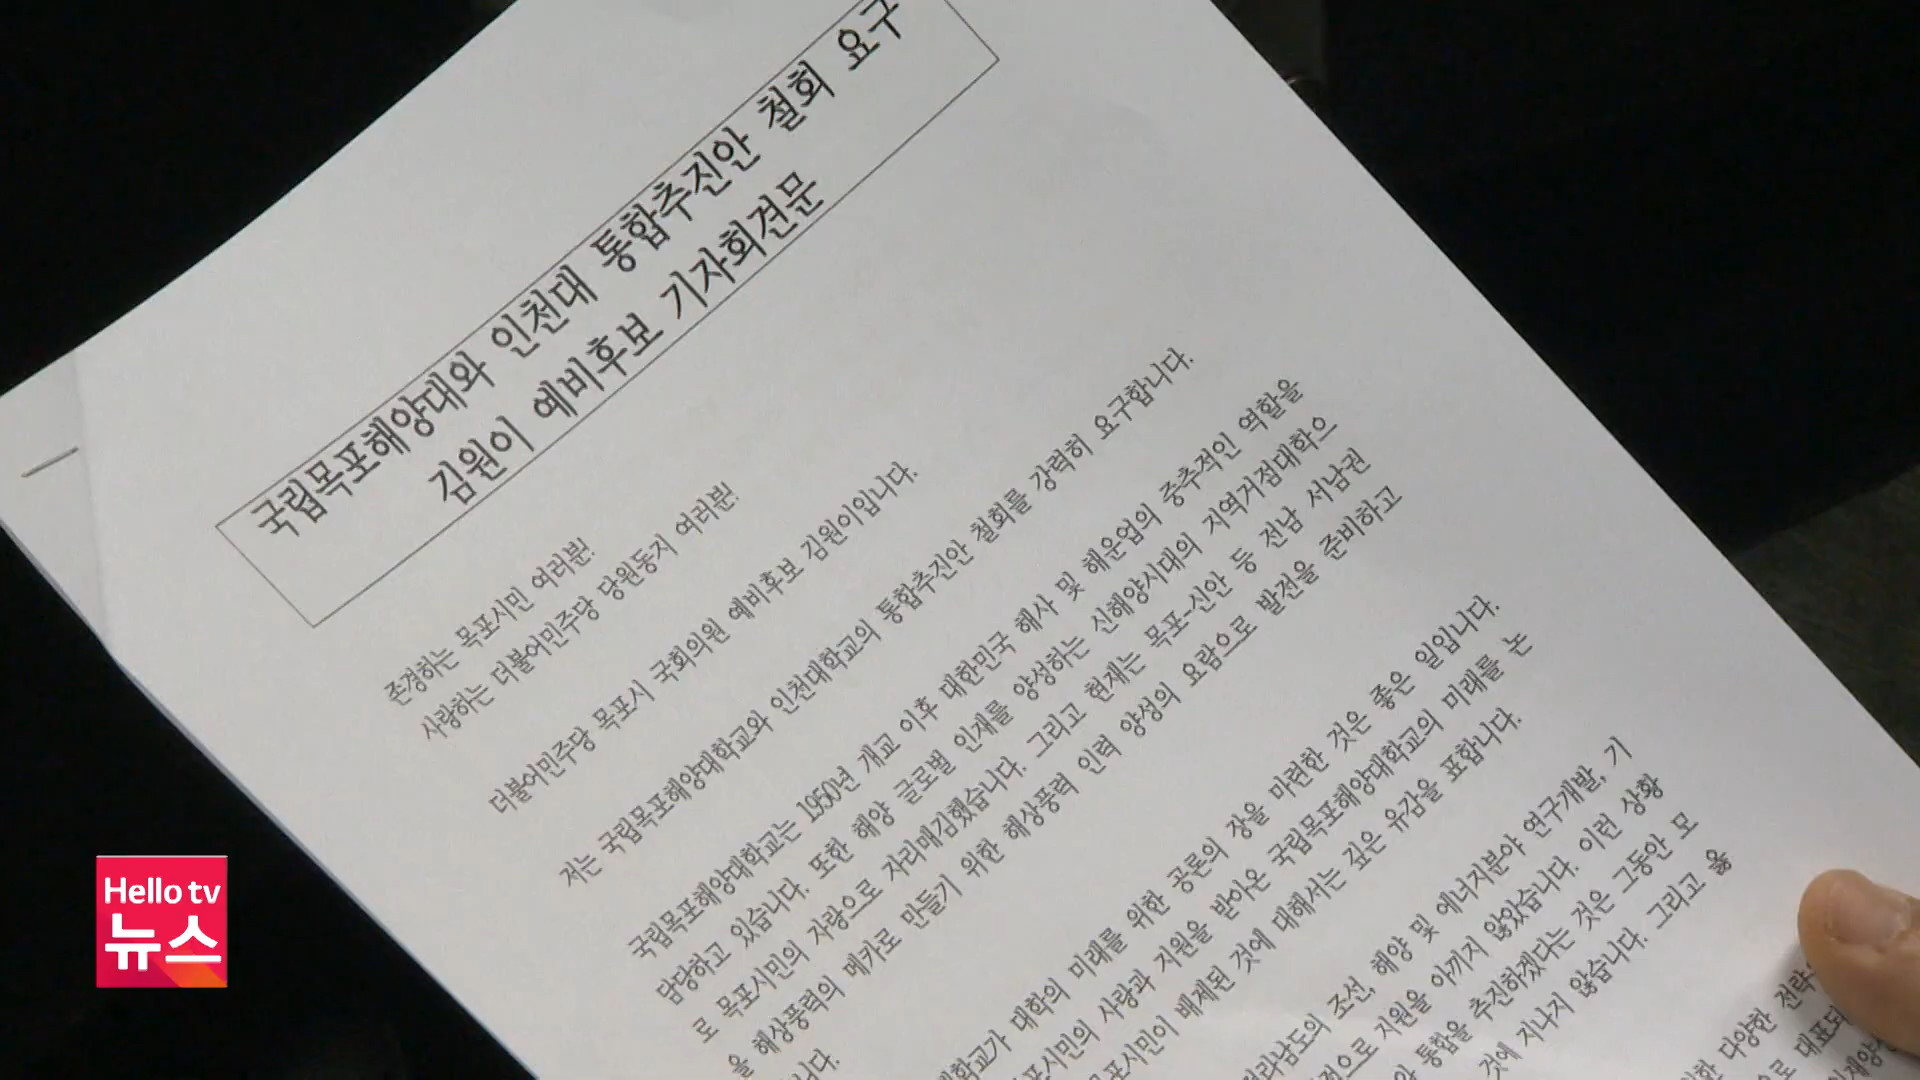 국립목포해양대와 인천대 통합추진안 철회 요구
김원이 예비후보 기자회견문
존경하는 목포시민 여러분!
사랑하는 더불어민주당 당원동지 여러분!
더불어민주당 목포시 국회의원 예비후보 김원이입니다.
저는 국립목포해양대학교와 인천대학교의 통합추진안 철회를 강력히 요구합니다.
국립목포해양대학교는 1950년 개교 이후 대한민국 해사 및 해운업의 중추적인 역할을
담당하고 있습니다. 또한 해양 글로벌 인재를 양성하는 신해양시대의 지역거점대학으
로 목포시민의 자랑으로 자리매김했습니다. 그리고 현재는 목포-신안 등 전남 서남권
을 해상풍력의 메카로 만들기 위한 해상풍력 인력 양성의 요람으로 발전을 준비하고
니다.
대학의 미래를 위한 공론의 장을 마련한 것은 좋은 일입니다.
사랑과 지원을 받아온 국립목포해양대학교의 미래를 논
배제된 것에 대해서는 깊은 유감을 표합니다.
조선, 해양 및 에너지분야 연구개발, 기
지원을 아끼지 않았습니다. 이런 상황
통합을 추진하겠다는 것은 그동안 모
것에 지나지 않습니다. 그리고 옳
다양한
Hello tv
뉴스